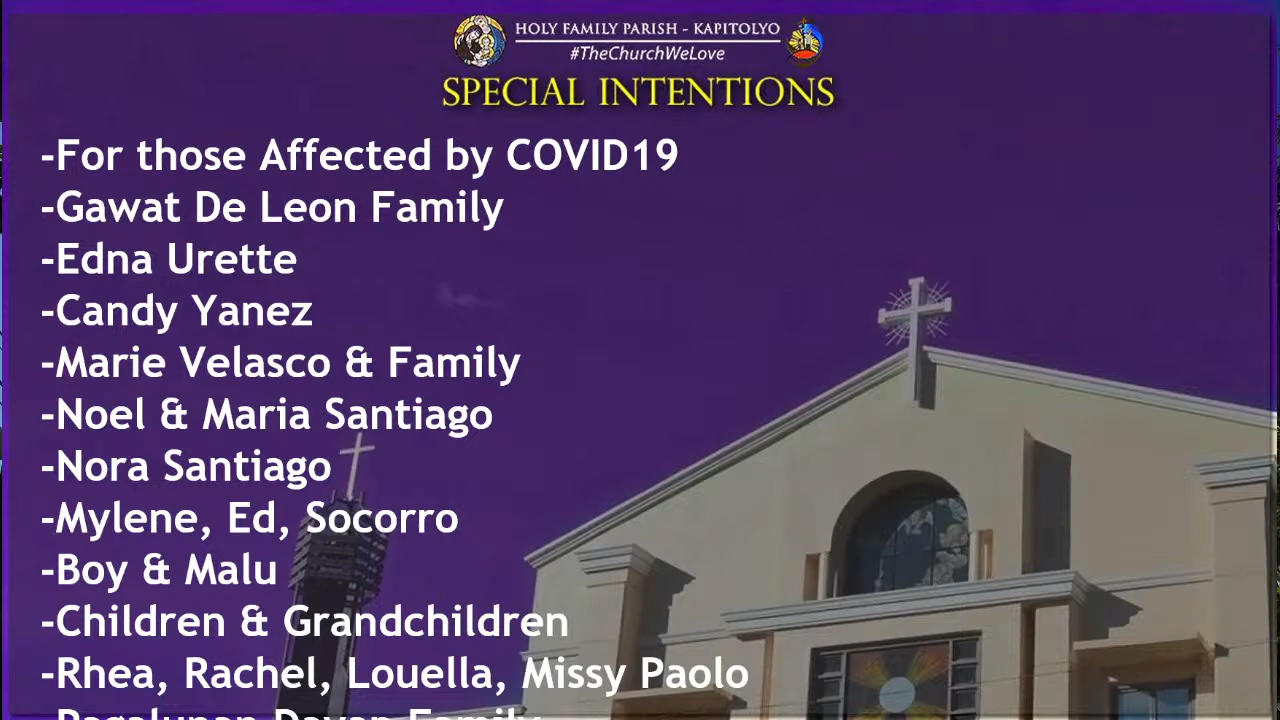 HOLY FAMILY PARISH - KAPITOLYO
#TheChurchWeLove
SPECIAL INTENTIONS
-For those Affected by COVID19
-Gawat De Leon Family
-Edna Urette
-Candy Yanez
-Marie Velasco & Family
-Noel & Maria Santiago
-Nora Santiago
-Mylene, Ed, Socorro
-Boy & Malu
-Children & Grandchildren
-Rhea, Rachel, Louella, Missy Paolo
Family